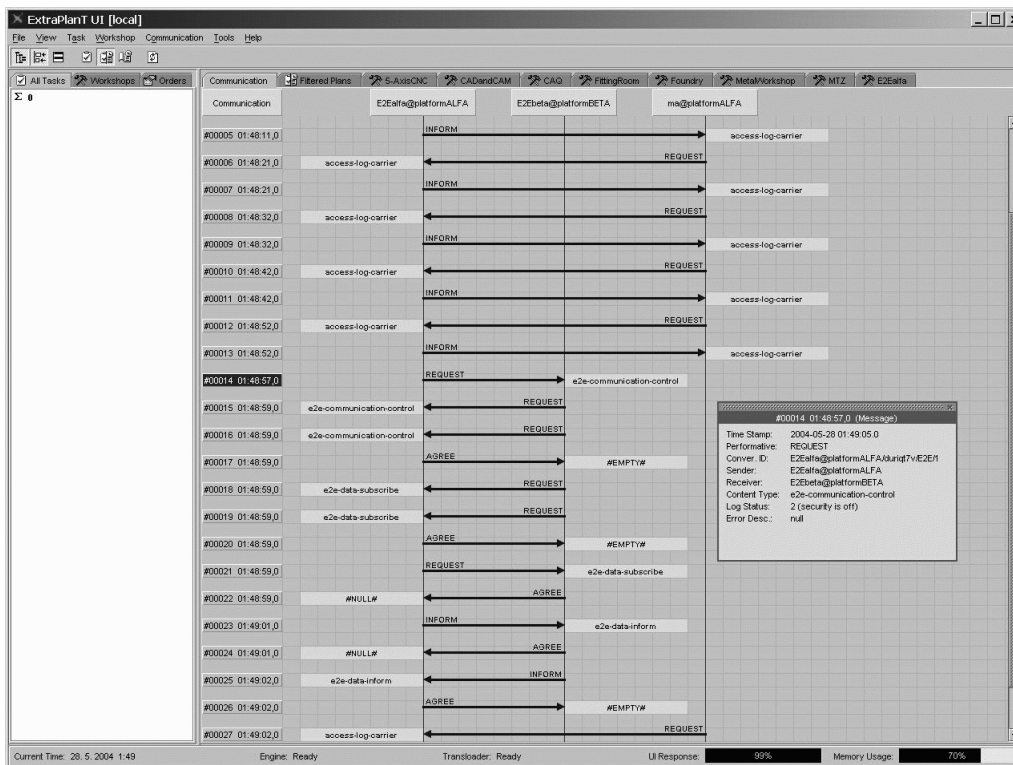 ExtraPlanT UI [local]
File View Task Workshop Communication Tools Help
All Tasks Workshops Orders
Σ 0
Communication Filtered Plans 5-AxisCNC CADandCAM CAQ FittingRoom Foundry MetalWorkshop MTZ E2Ealfa
Communication E2Ealfa@platformALFA E2Ebeta@platformBETA ma@platformALFA
#00005 01:48:11,0 INFORM access-log-carrier
#00006 01:48:21,0 access-log-carrier REQUEST
#00007 01:48:21,0 INFORM access-log-carrier
#00008 01:48:32,0 access-log-carrier REQUEST
#00009 01:48:32,0 INFORM access-log-carrier
#00010 01:48:42,0 access-log-carrier REQUEST
#00011 01:48:42,0 INFORM access-log-carrier
#00012 01:48:52,0 access-log-carrier REQUEST
#00013 01:48:52,0 INFORM access-log-carrier
#00014 01:48:57,0 REQUEST e2e-communication-control
#00015 01:48:59,0 e2e-communication-control REQUEST
#00016 01:48:59,0 e2e-communication-control REQUEST
#00017 01:48:59,0 AGREE #EMPTY#
#00018 01:48:59,0 e2e-data-subscribe REQUEST
#00019 01:48:59,0 e2e-data-subscribe REQUEST
#00020 01:48:59,0 AGREE #EMPTY#
#00021 01:48:59,0 REQUEST e2e-data-subscribe
#00022 01:48:59,0 #NULL# AGREE
#00023 01:49:01,0 INFORM e2e-data-inform
#00024 01:49:01,0 #NULL# AGREE
#00025 01:49:02,0 e2e-data-inform INFORM
#00026 01:49:02,0 AGREE #EMPTY#
#00027 01:49:02,0 access-log-carrier REQUEST
#00014 01:48:57,0 (Message)
Time Stamp: 2004-05-28 01:49:05.0
Performative: REQUEST
Conver. ID: E2Ealfa@platformALFA/duriqt7v/E2E/1
Sender: E2Ealfa@platformALFA
Receiver: E2Ebeta@platformBETA
Content Type: e2e-communication-control
Log Status: 2 (security is off)
Error Desc.: null
Current Time: 28. 5. 2004 1:49 Engine: Ready Transloader: Ready UI Response: 99% Memory Usage: 70%